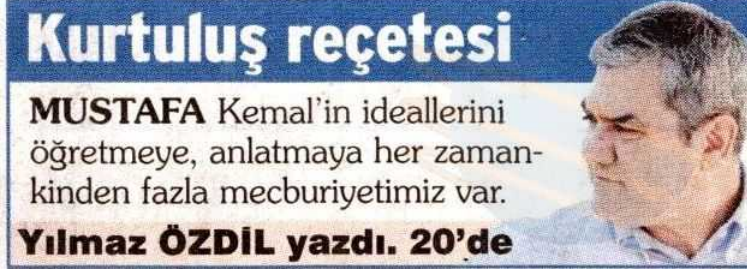 Kurtuluş reçetesi
MUSTAFA Kemal'in ideallerini
öğretmeye, anlatmaya her zaman-
kinden fazla mecburiyetimiz var.
Yılmaz ÖZDİL yazdı. 20'de